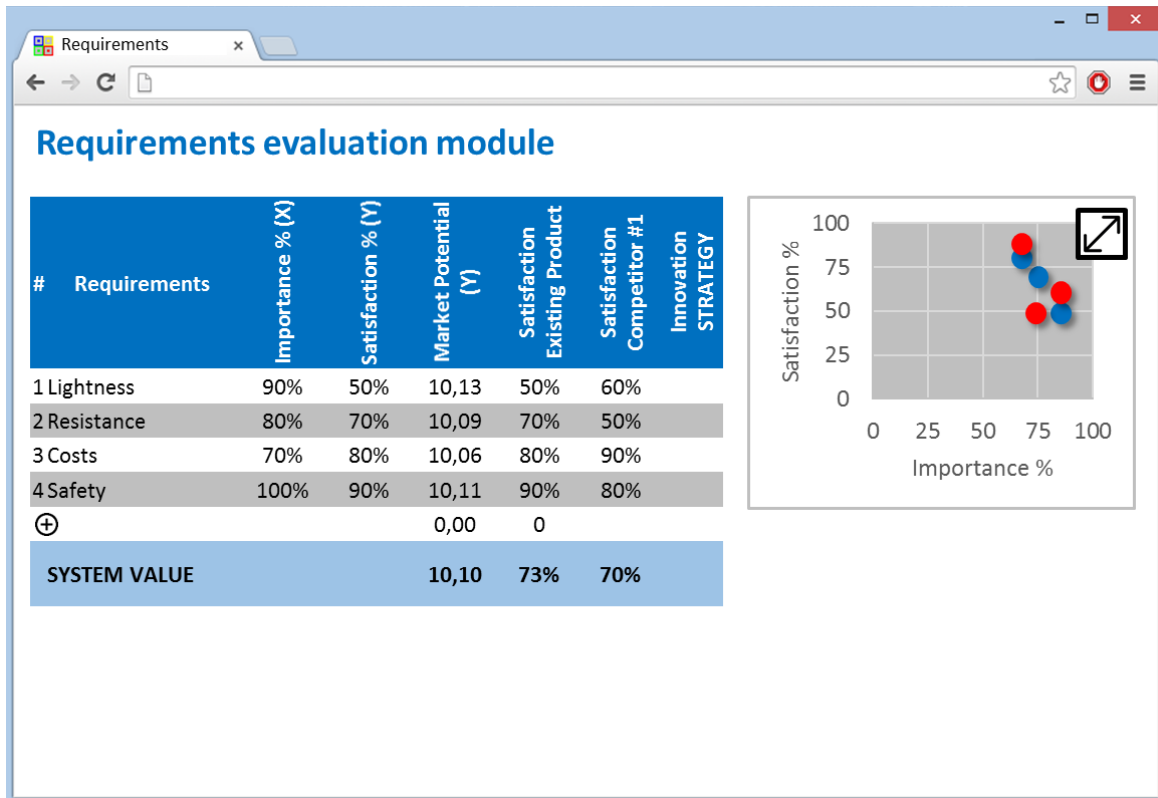 Requirements
Requirements evaluation module
# Requirements Importance % (X) Satisfaction % (Y) Market Potential (Y) Satisfaction Existing Product Satisfaction Competitor #1 Innovation STRATEGY
1 Lightness 90% 50% 10,13 50% 60%
2 Resistance 80% 70% 10,09 70% 50%
3 Costs 70% 80% 10,06 80% 90%
4 Safety 100% 90% 10,11 90% 80%
0,00 0
SYSTEM VALUE 10,10 73% 70%
Satisfaction %
100
75
50
25
0
0 25 50 75 100
Importance %